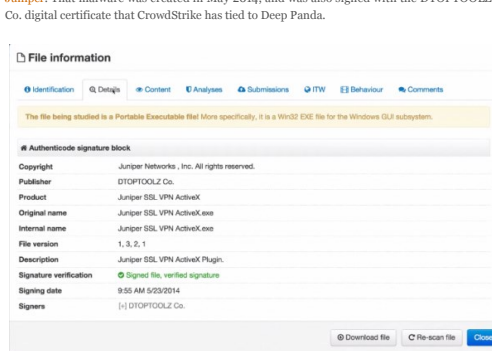 Juniper. That malware was created in May 2014, and was also signed with the DTOPTOOLZ
Co. digital certificate that CrowdStrike has tied to Deep Panda.
File information
Identification Details Content Analyses Submissions ITW Behaviour Comments
The file being studied is a Portable Executable file! More specifically, it is a Win32 EXE file for the Windows GUI subsystem.
# Authenticode signature block
Copyright Juniper Networks , Inc. All rights reserved.
Publisher DTOPTOOLZ Co.
Product Juniper SSL VPN ActiveX
Original name Juniper SSL VPN ActiveX.exe
Internal name Juniper SSL VPN ActiveX.exe
File version 1, 3, 2, 1
Description Juniper SSL VPN ActiveX Plugin.
Signature verification Signed file, verified signature
Signing date 9:55 AM 5/23/2014
Signers [+] DTOPTOOLZ Co.
Download file Re-scan file Close